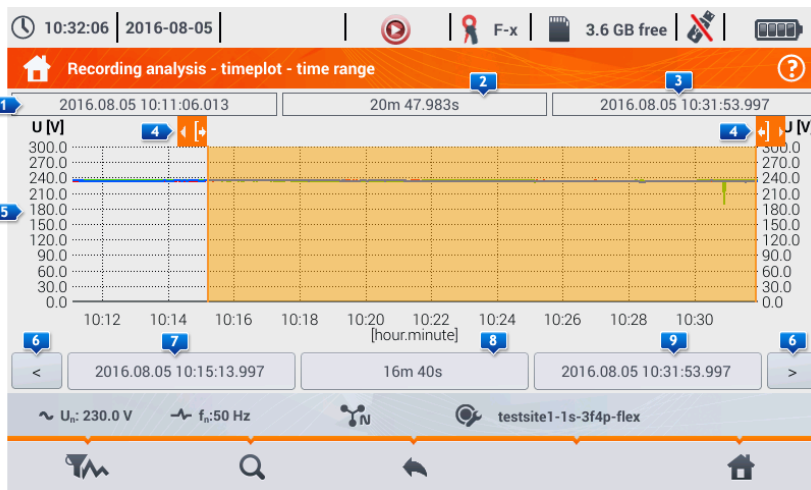 10:32:06 2016-08-05 F-x 3.6 GB free
Recording analysis - timeplot - time range ?
2 3
1 2016.08.05 10:11:06.013 20m 47.983s 2016.08.05 10:31:53.997
U [V] 4 4 U [V
300.0 300.0
270.0 270.0
240.0 240.0
210.0 210.0
5 180.0 180.0
150.0 150.0
120.0 120.0
90.0 90.0
60.0 60.0
30.0 30.0
0.0 0.0
10:12 10:14 10:16 10:18 10:20 10:22 10:24 10:26 10:28 10:30
[hour.minute]
6 7 8 9 6
< 2016.08.05 10:15:13.997 16m 40s 2016.08.05 10:31:53.997 >
Un: 230.0 V fn:50 Hz N testsite1-1s-3f4p-flex